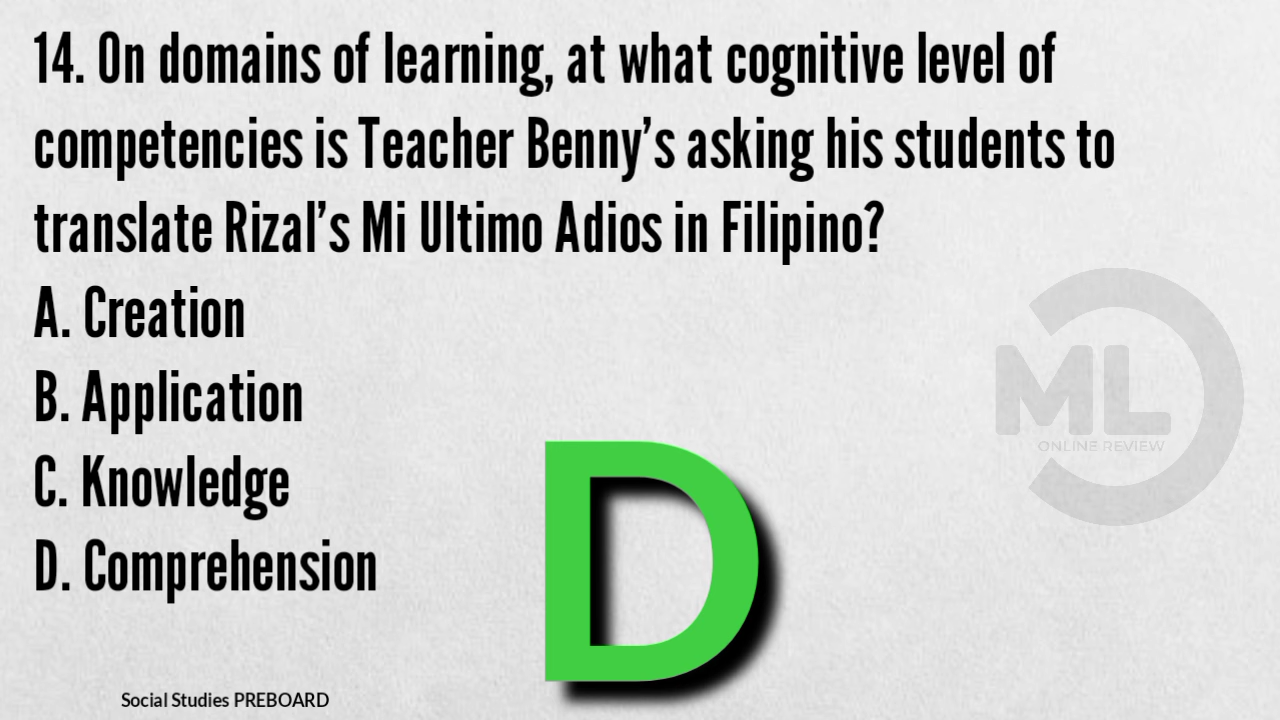 14. On domains of learning, at what cognitive level of
competencies is Teacher Benny’s asking his students to
translate Rizal’s Mi Ultimo Adios in Filipino?
A. Creation
B. Application
C. Knowledge
D. Comprehension
D
ML
ONLINE REVIEW
Social Studies PREBOARD